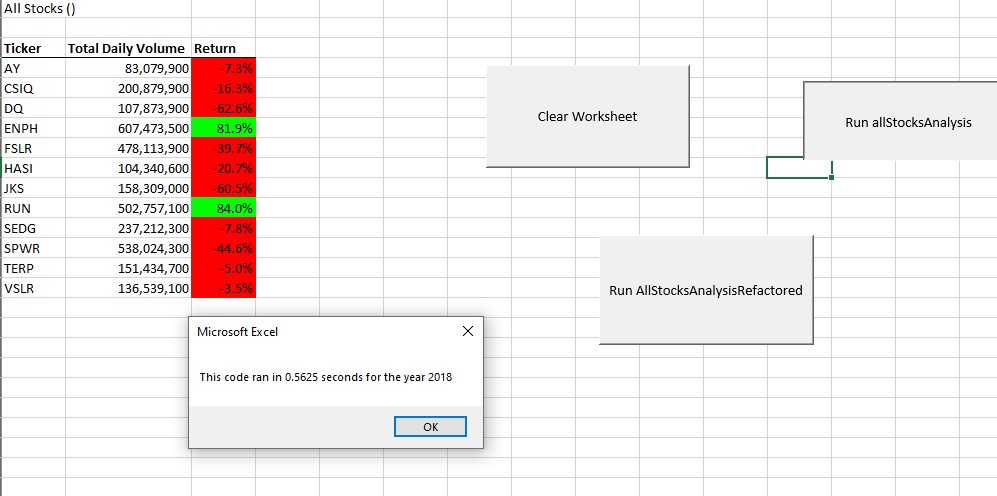 All Stocks ()
Ticker Total Daily Volume Return
AY 83,079,900 -7.3%
CSIQ 200,879,900 -16.3%
DQ 107,873,900 -62.6%
ENPH 607,473,500 81.9%
FSLR 478,113,900 -39.7%
HASI 104,340,600 -20.7%
JKS 158,309,000 -60.5%
RUN 502,757,100 84.0%
SEDG 237,212,300 -7.8%
SPWR 538,024,300 -44.6%
TERP 151,434,700 -5.0%
VSLR 136,539,100 -3.5%
Clear Worksheet
Run allStocksAnalysis
Run AllStocksAnalysisRefactored
Microsoft Excel
This code ran in 0.5625 seconds for the year 2018
OK